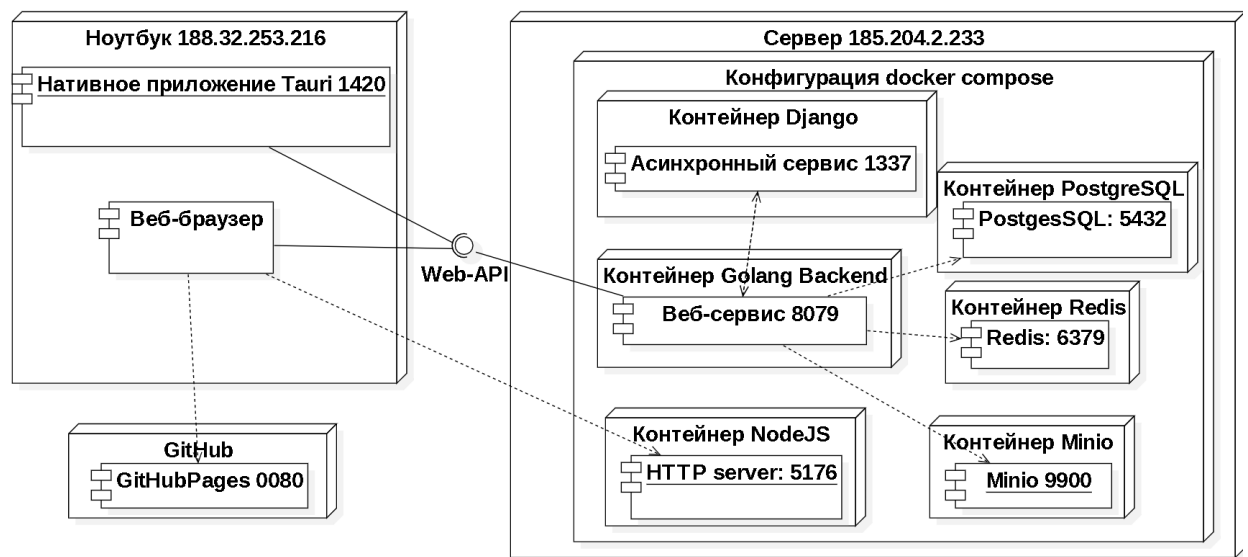 Ноутбук 188.32.253.216
Нативное приложение Tauri 1420
Веб-браузер
Web-API
GitHub
GitHubPages 0080
Сервер 185.204.2.233
Конфигурация docker compose
Контейнер Django
Асинхронный сервис 1337
Контейнер PostgreSQL
PostgesSQL: 5432
Контейнер Golang Backend
Веб-сервис 8079
Контейнер Redis
Redis: 6379
Контейнер NodeJS
HTTP server: 5176
Контейнер Minio
Minio 9900